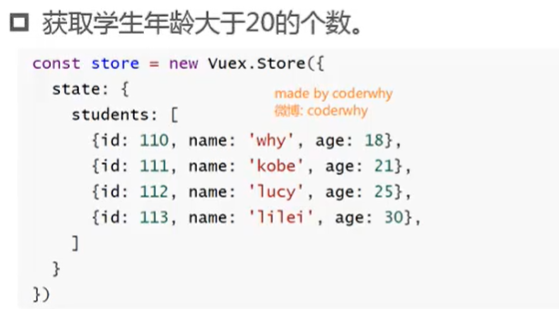 获取学生年龄大于20的个数。
const store = new Vuex.Store({
state: {
made by coderwhy
students: [
微博: coderwhy
{id: 110, name: 'why', age: 18},
{id: 111, name: 'kobe', age: 21},
{id: 112, name: 'lucy', age: 25},
{id: 113, name: 'lilei', age: 30},
]
}
})